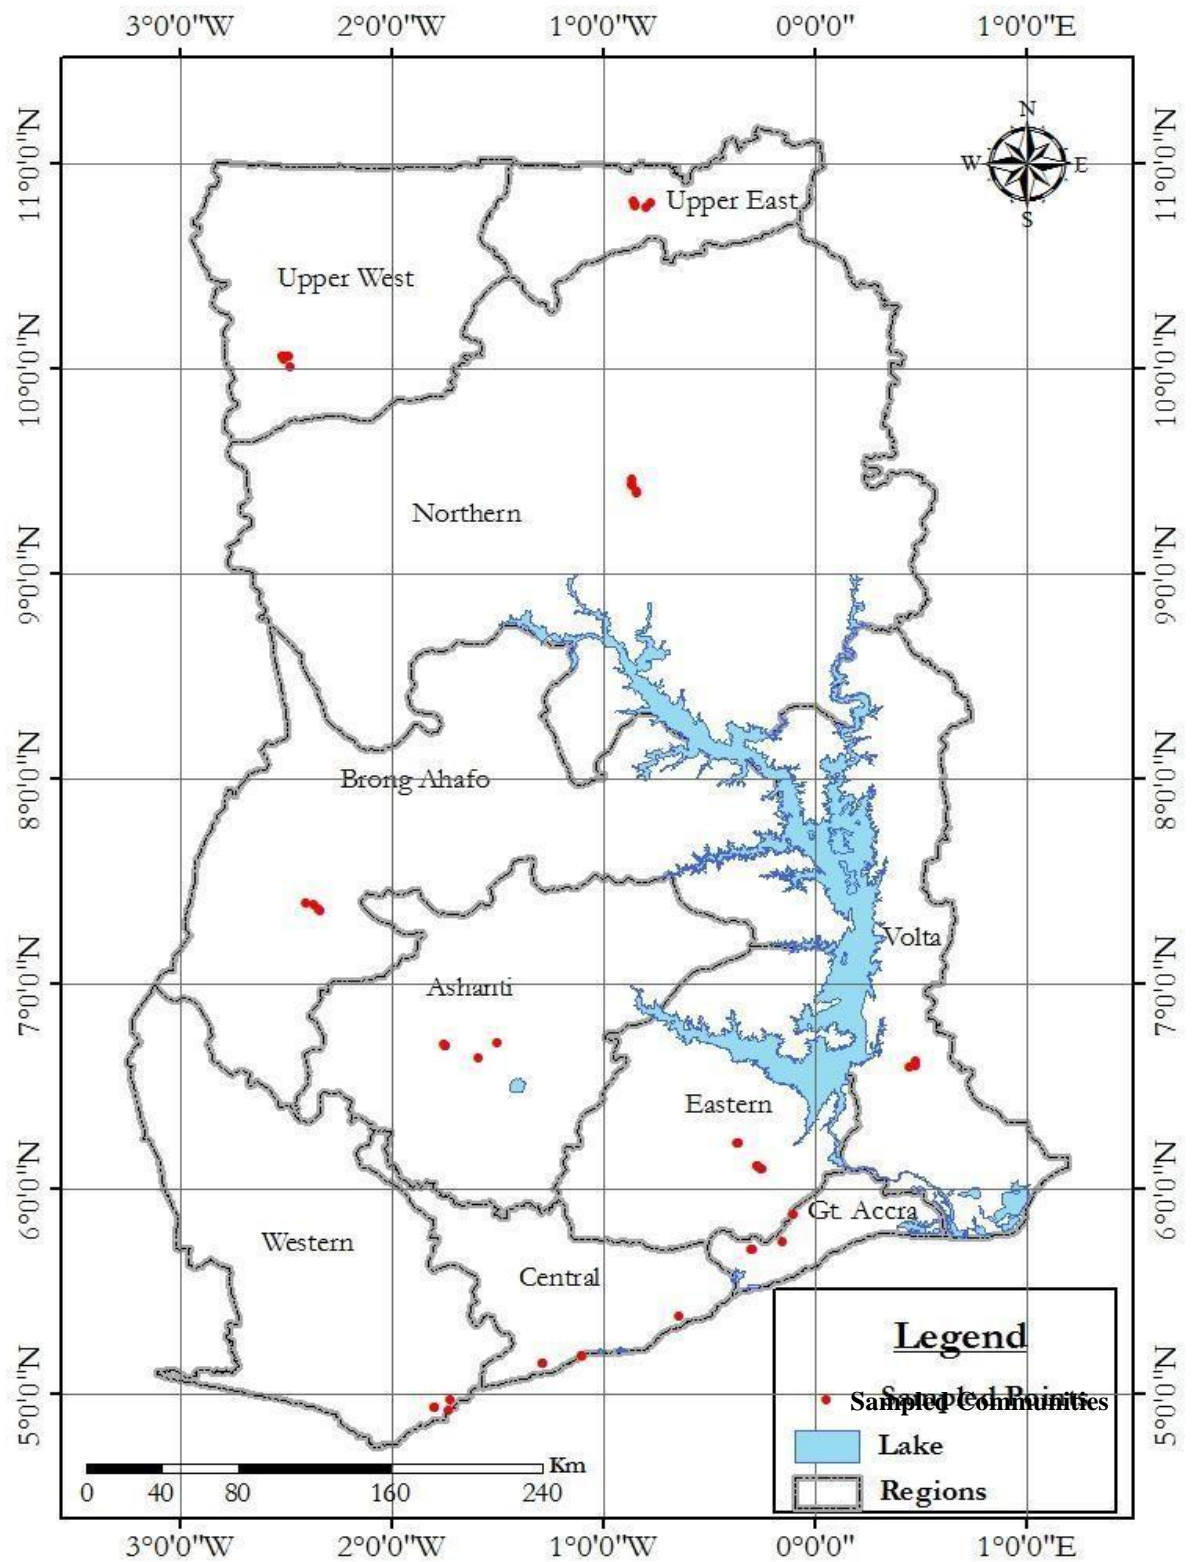 3°0'0"W 2°0'0"W 1°0'0"W 0°0'0" 1°0'0"E
N
W E
S
11°0'0"N 11°0'0"N
Upper East
Upper West
10°0'0"N 10°0'0"N
Northern
9°0'0"N 9°0'0"N
Brong Ahafo
8°0'0"N 8°0'0"N
Volta
Ashanti
7°0'0"N 7°0'0"N
Eastern
6°0'0"N 6°0'0"N
Gt. Accra
Western
Central
Legend
Sampled Points
Sampled Communities
5°0'0"N 5°0'0"N
Lake
Km
Regions
0 40 80 160 240
3°0'0"W 2°0'0"W 1°0'0"W 0°0'0" 1°0'0"E